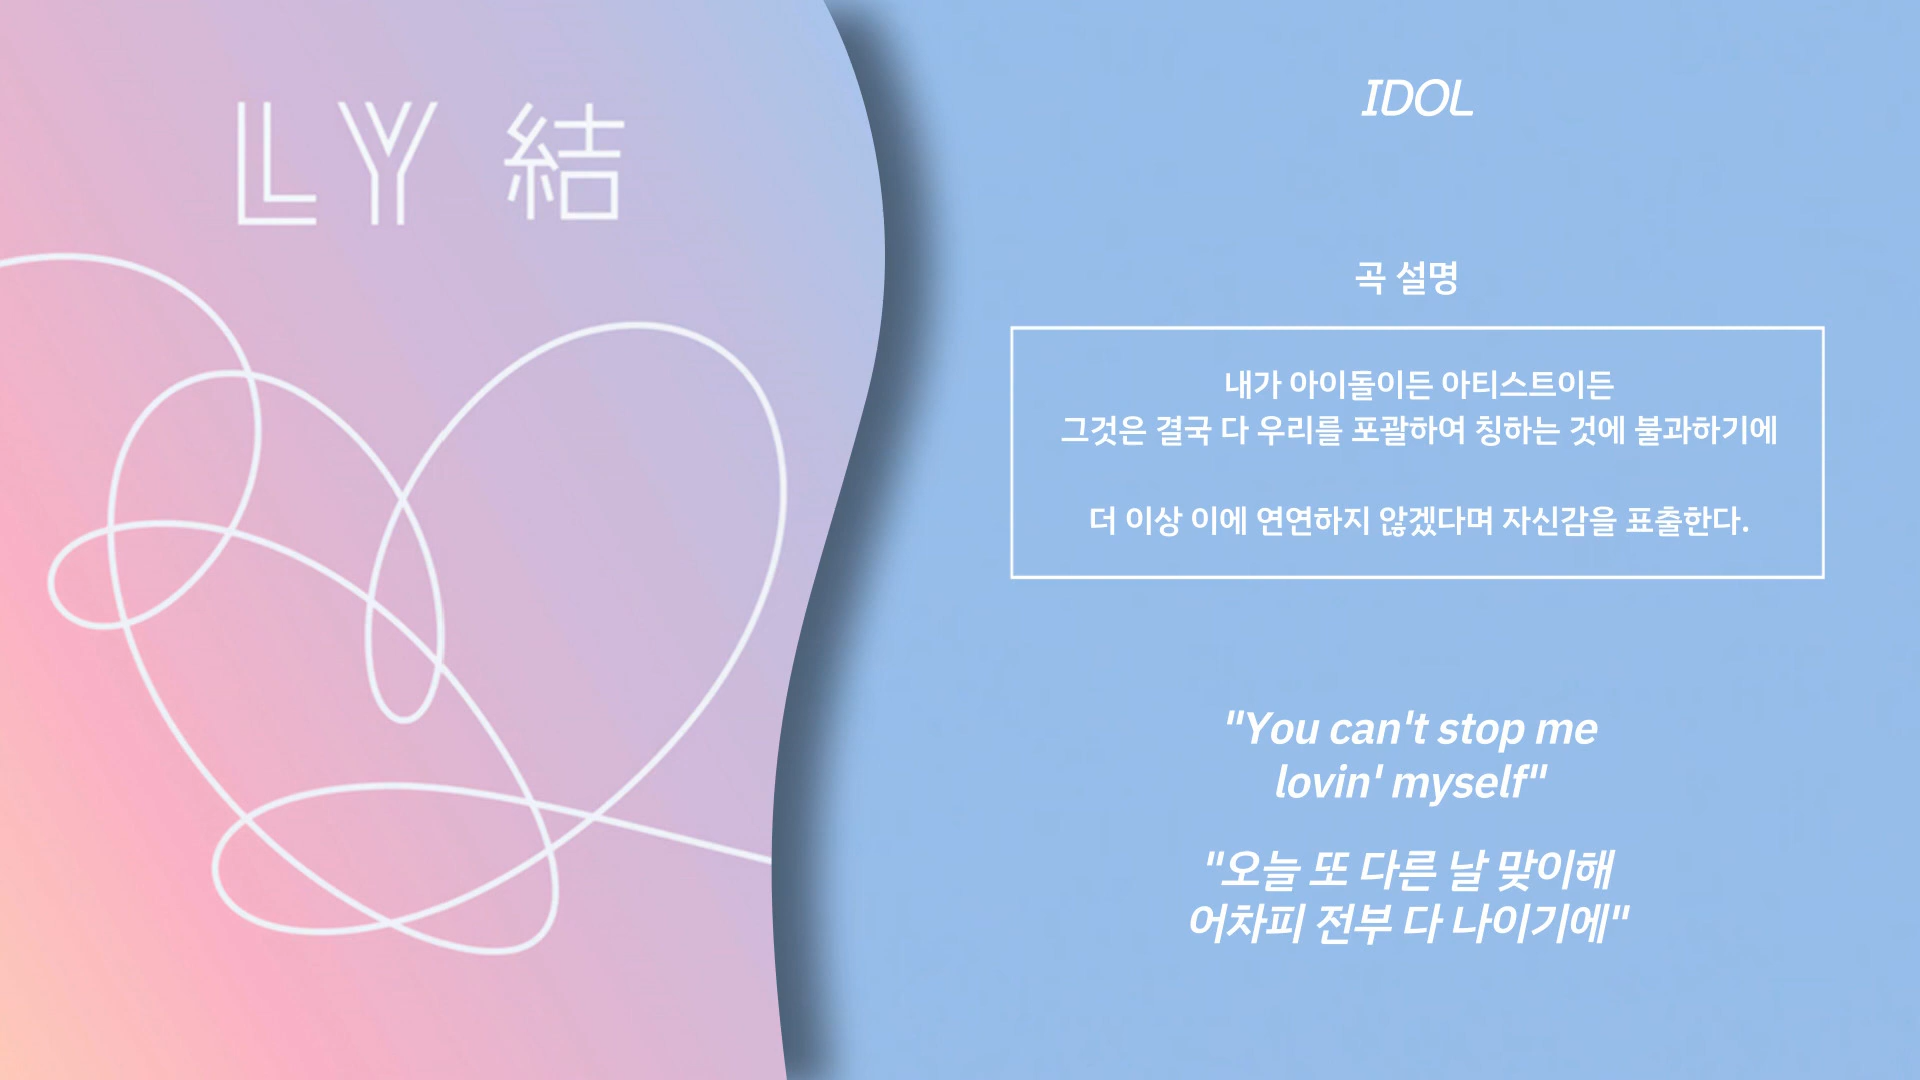 LY 結
IDOL
곡 설명
내가 아이돌이든 아티스트이든
그것은 결국 다 우리를 포괄하여 칭하는 것에 불과하기에
더 이상 이에 연연하지 않겠다며 자신감을 표출한다.
"You can't stop me
lovin' myself"
"오늘 또 다른 날 맞이해
어차피 전부 다 나이기에"